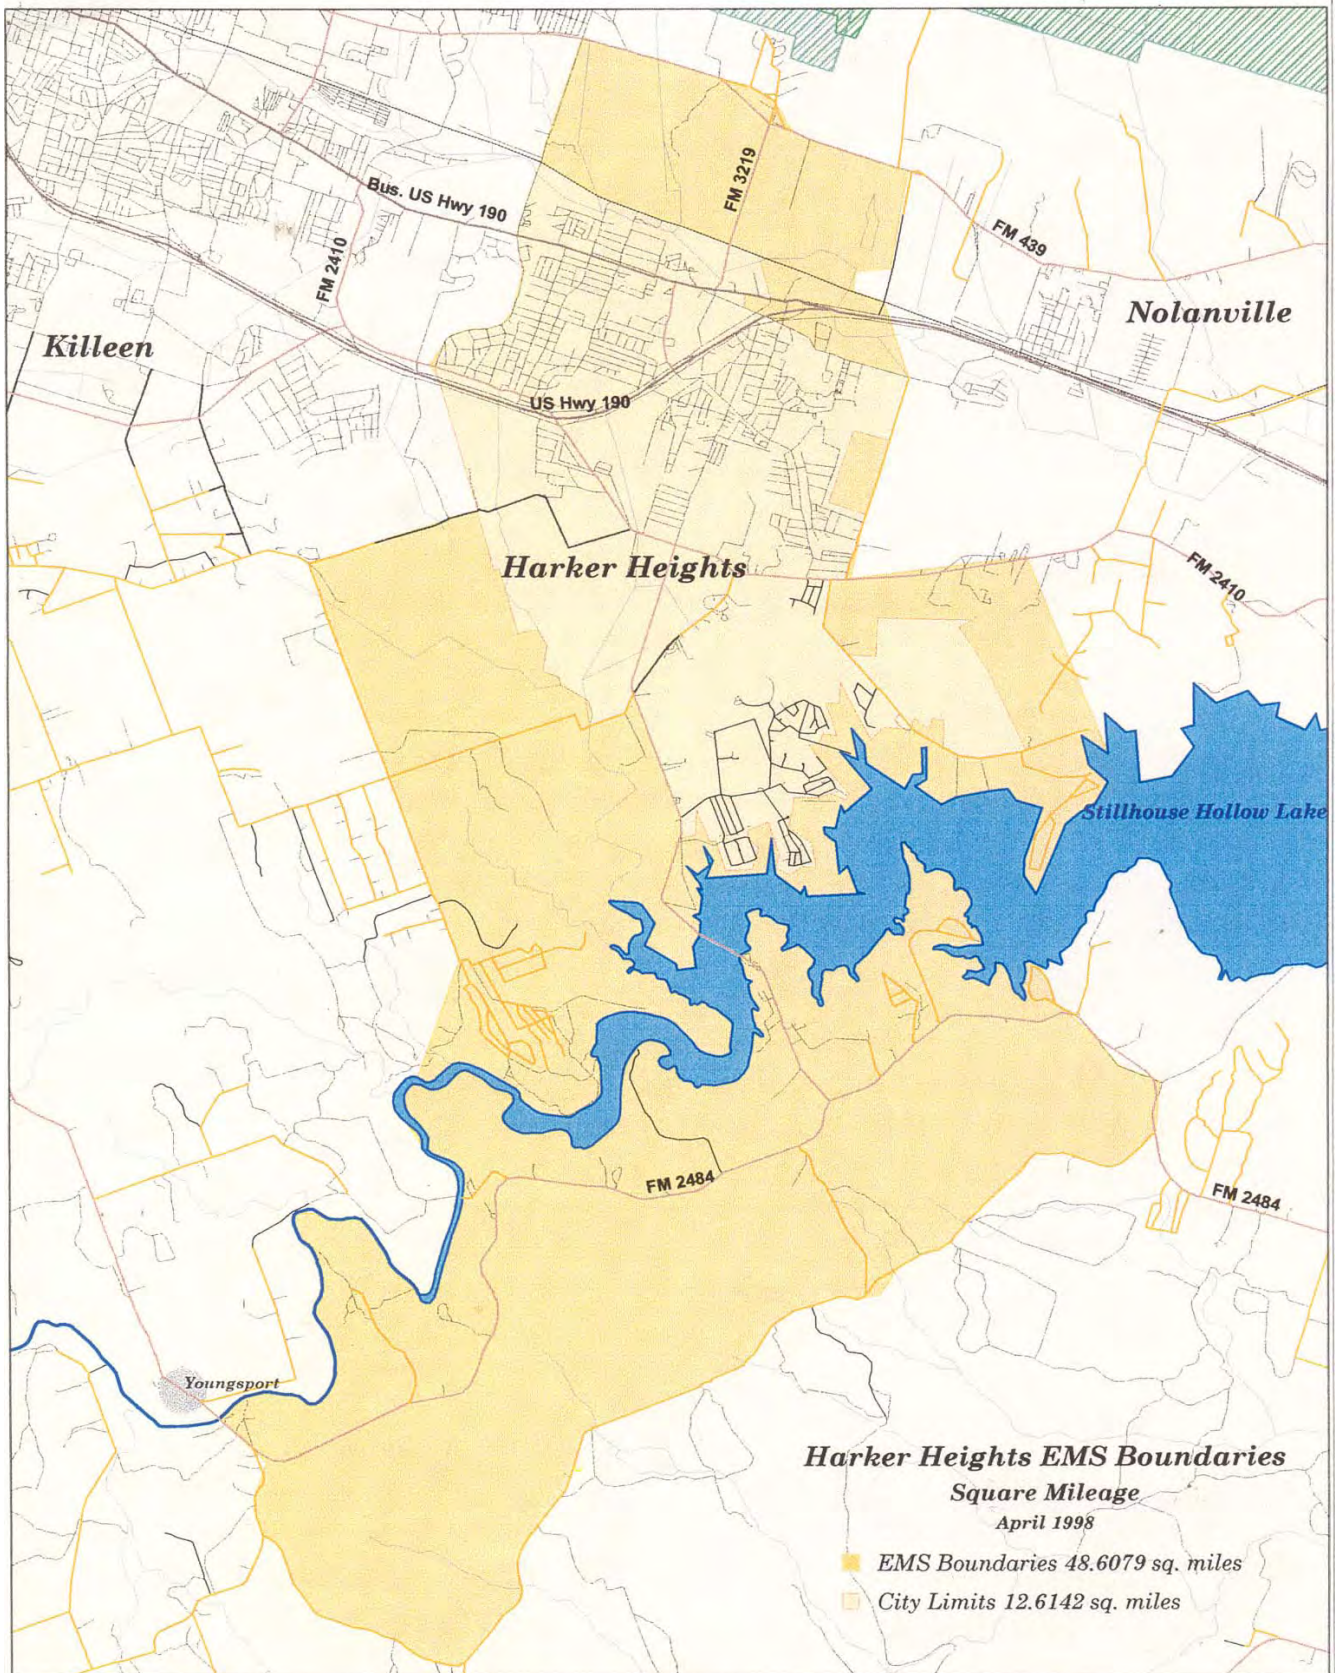 FM 3219
Bus. US Hwy 190
FM 2410
FM 439
Nolanville
Killeen
US Hwy 190
Harker Heights
FM 2410
Stillhouse Hollow Lake
FM 2484
FM 2484
Youngsport
Harker Heights EMS Boundaries
Square Mileage
April 1998
EMS Boundaries 48.6079 sq. miles
City Limits 12.6142 sq. miles